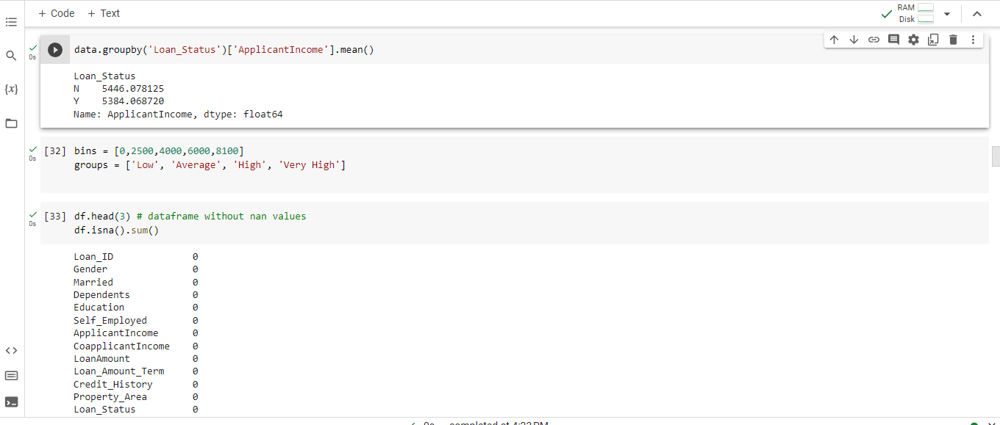 + Code + Text
RAM
Disk
0s
data.groupby('Loan_Status')['ApplicantIncome'].mean()
Loan_Status
N    5446.078125
Y    5384.068720
Name: ApplicantIncome, dtype: float64
{x}
0s
[32] bins = [0,2500,4000,6000,8100]
groups = ['Low', 'Average', 'High', 'Very High']
0s
[33] df.head(3) # dataframe without nan values
df.isna().sum()
Loan_ID              0
Gender               0
Married              0
Dependents           0
Education            0
Self_Employed        0
ApplicantIncome      0
CoapplicantIncome    0
LoanAmount           0
Loan_Amount_Term     0
Credit_History       0
Property_Area        0
Loan_Status          0
0s completed at 4:22 PM